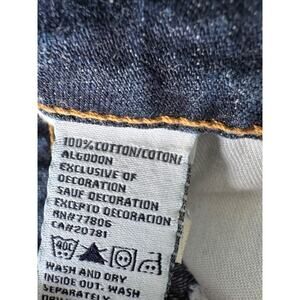 100% COTTON/COTON/
ALGODON
EXCLUSIVE OF
DECORATION
SAUF DECORATION
EXCEPTO DECORACION
RN#77806
CA#20781
40C
WASH AND DRY
INSIDE OUT. WASH
SEPARATELY